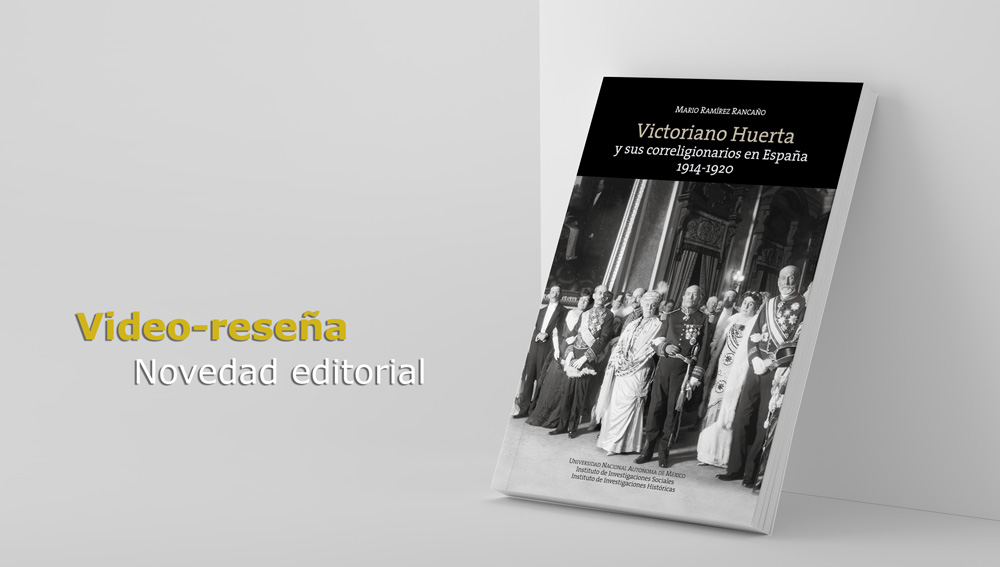 Video-reseña
Novedad editorial
Mario Ramírez Rancaño
Victoriano Huerta
y sus correligionarios en España
1914-1920
Universidad Nacional Autónoma de México
Instituto de Investigaciones Sociales
Instituto de Investigaciones Históricas